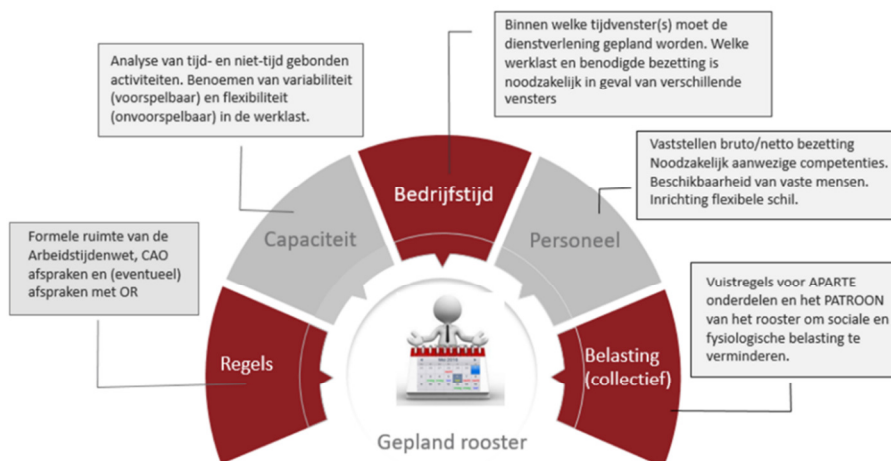 Analyse van tijd- en niet-tijd gebonden
activiteiten. Benoemen van variabiliteit
(voorspelbaar) en flexibiliteit
(onvoorspelbaar) in de werklast.
Binnen welke tijdvenster(s) moet de
dienstverlening gepland worden. Welke
werklast en benodigde bezetting is
noodzakelijk in geval van verschillende
vensters
Vaststellen bruto/netto bezetting
Noodzakelijk aanwezige competenties.
Beschikbaarheid van vaste mensen.
Inrichting flexibele schil.
Formele ruimte van de
Arbeidstijdenwet, CAO
afspraken en (eventueel)
afspraken met OR
Vuistregels voor APARTE
onderdelen en het PATROON
van het rooster om sociale en
fysiologische belasting te
verminderen.
Regels
Capaciteit
Bedrijfstijd
Personeel
Belasting
(collectief)
Gepland rooster